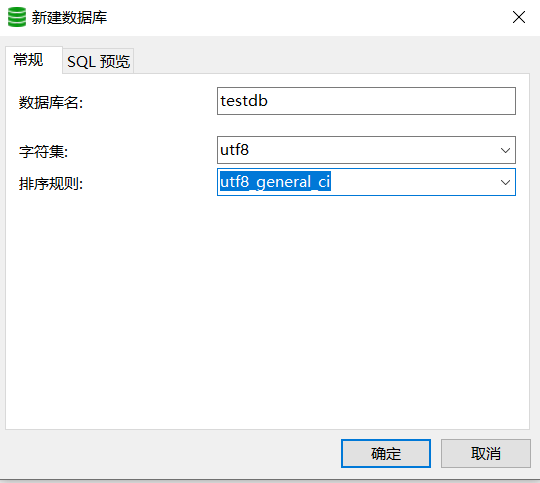 新建数据库
常规
SQL 预览
数据库名:
testdb
字符集:
utf8
排序规则:
utf8_general_ci
确定
取消